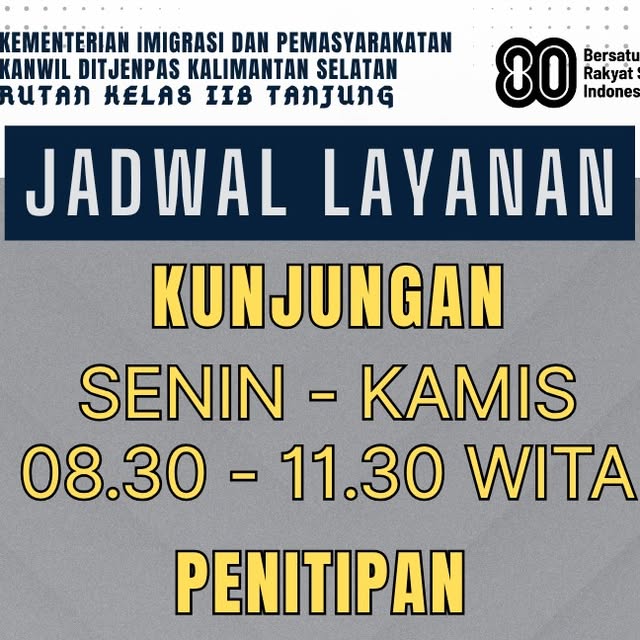 KEMENTERIAN IMIGRASI DAN PEMASYARAKATAN
KANWIL DITJENPAS KALIMANTAN SELATAN
RUTAN KELAS IIB TANJUNG
80
Bersatu
Rakyat S
Indones
JADWAL LAYANAN
KUNJUNGAN
SENIN - KAMIS
08.30 - 11.30 WITA
PENITIPAN